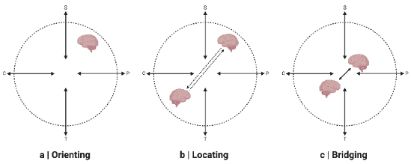 S S S
C P C P C P
T T T
a | Orienting b | Locating c | Bridging